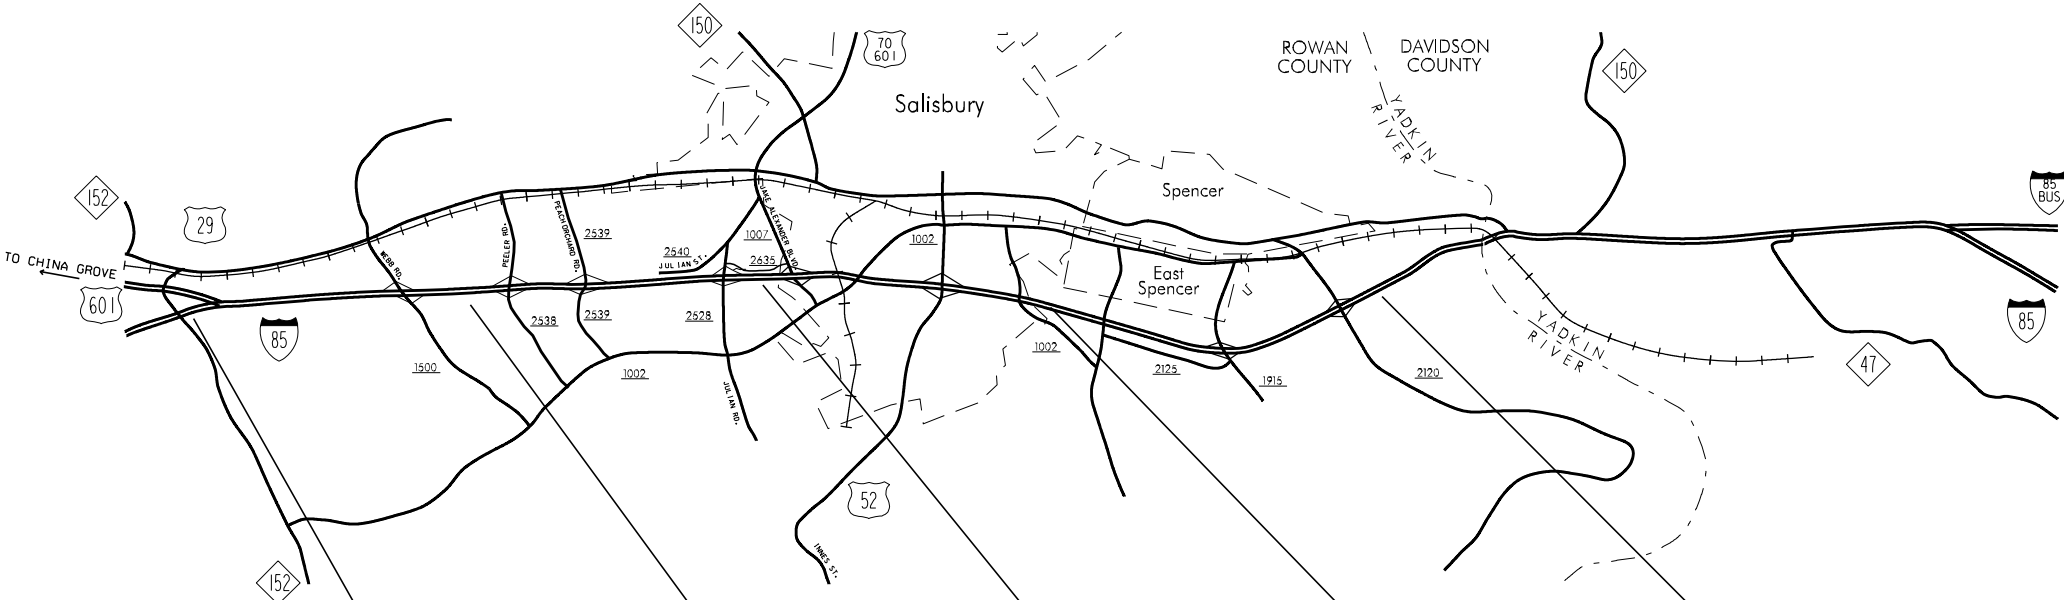 150
70
601
Salisbury
ROWAN
COUNTY
DAVIDSON
COUNTY
150
YADKIN
RIVER
152
29
85
BUS
Spencer
PEELER RD.
PEACH ORCHARD RD.
2539
JAKE ALEXANDER BLVD.
1007
2540
JULIAN ST.
2635
1002
TO CHINA GROVE
WEBB RD.
601
East
Spencer
85
2538
2539
2528
1002
1500
1002
2125
1915
2120
YADKIN
RIVER
85
47
JULIAN RD.
52
INNES ST.
152